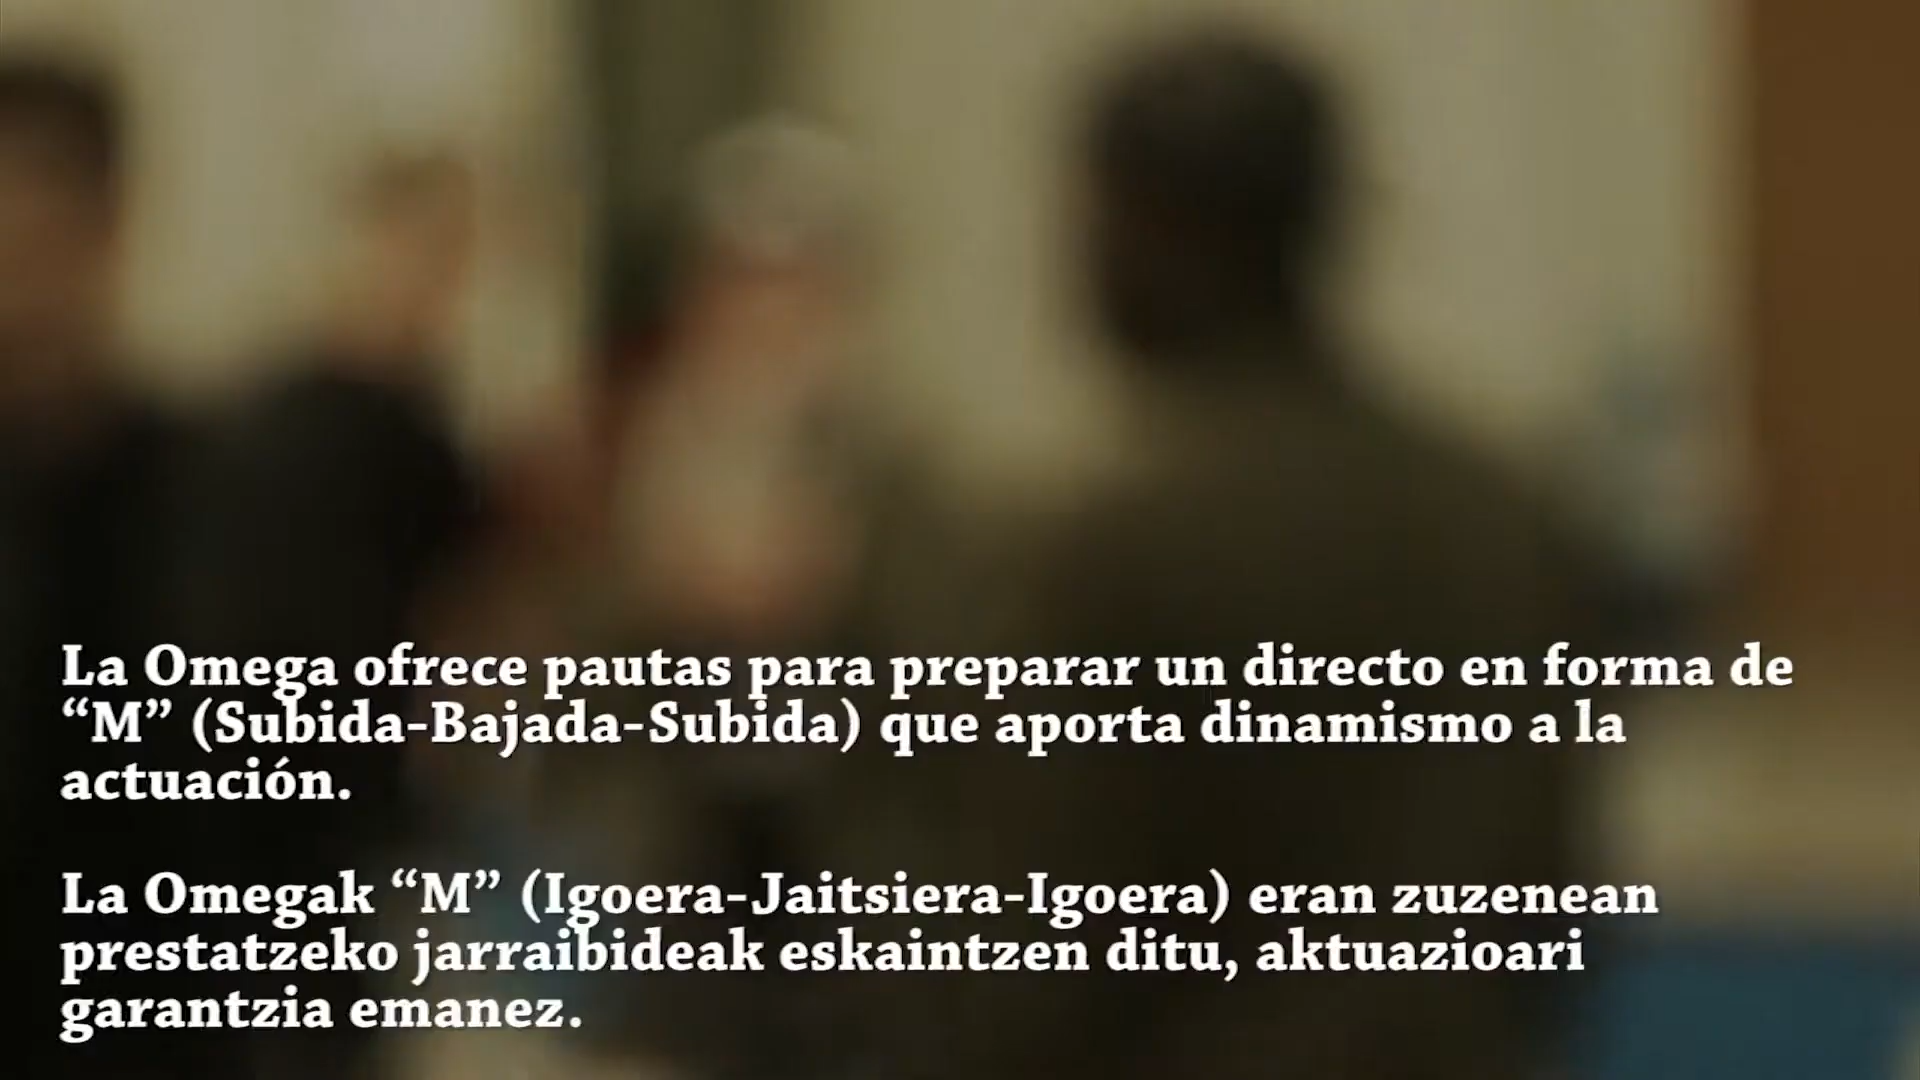 La Omega ofrece pautas para preparar un directo en forma de
“M” (Subida-Bajada-Subida) que aporta dinamismo a la
actuación.
La Omegak “M” (Igoera-Jaitsiera-Igoera) eran zuzenean
prestatzeko jarraibideak eskaintzen ditu, aktuazioari
garantzia emanez.